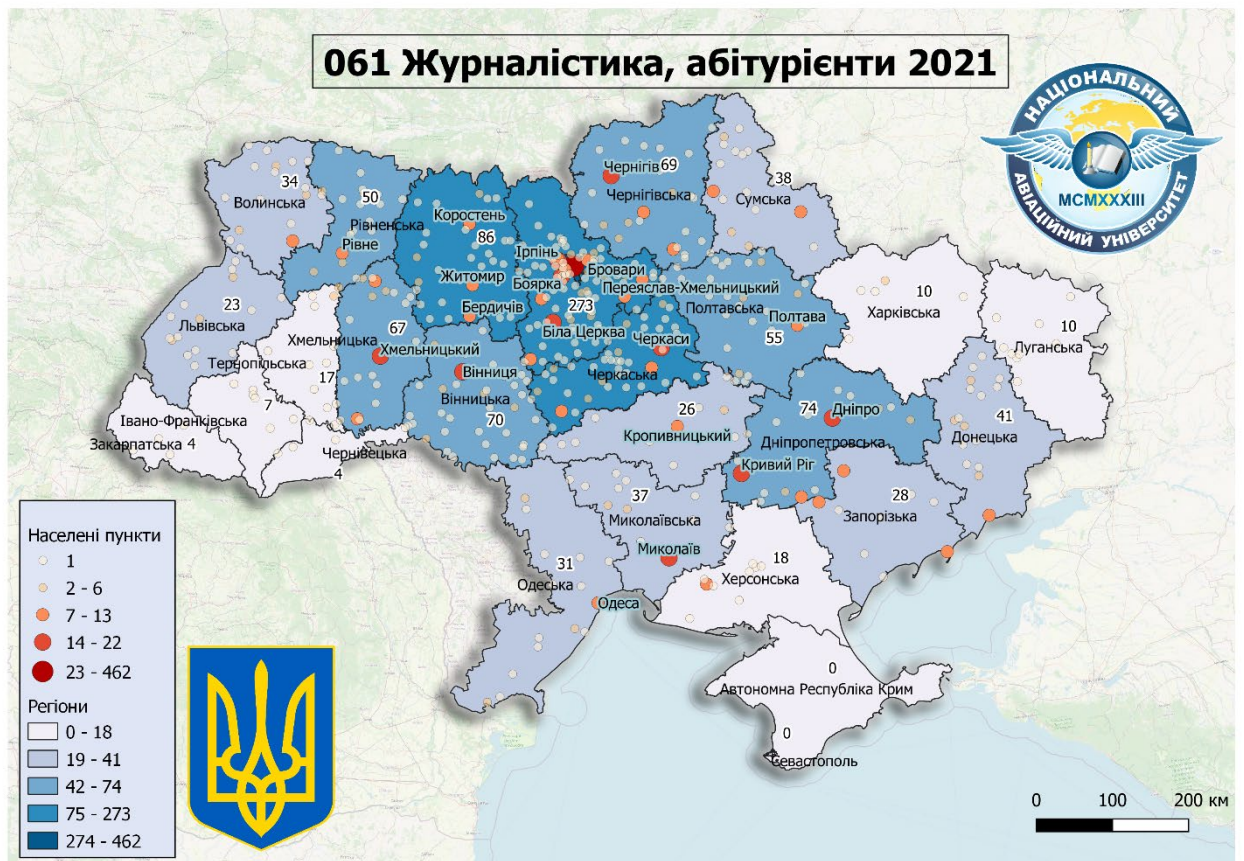 061 Журналістика, абітурієнти 2021
НАЦІОНАЛЬНИЙ
АВІАЦІЙНИЙ УНІВЕРСИТЕТ
MCMXXXIII
34
Волинська
50
Рівненська
Рівне
Коростень
86
Житомир
Бердичів
Ірпінь
Бровари
Боярка
Переяслав-Хмельницький
273
Біла Церква
Чернігів
69
Чернігівська
38
Сумська
23
Львівська
Тернопільська
17
Хмельницька
67
Хмельницький
Вінниця
Вінницька
70
Черкаси
Черкаська
Полтавська
Полтава
55
10
Харківська
10
Луганська
Івано-Франківська
7
Закарпатська 4
Чернівецька
4
26
Кропивницький
74
Дніпро
Дніпропетровська
Кривий Ріг
41
Донецька
28
Запорізька
37
Миколаївська
Миколаїв
31
Одеська
Одеса
18
Херсонська
0
Автономна Республіка Крим
0
Севастополь
Населені пункти
1
2 - 6
7 - 13
14 - 22
23 - 462
Регіони
0 - 18
19 - 41
42 - 74
75 - 273
274 - 462
0 100 200 км